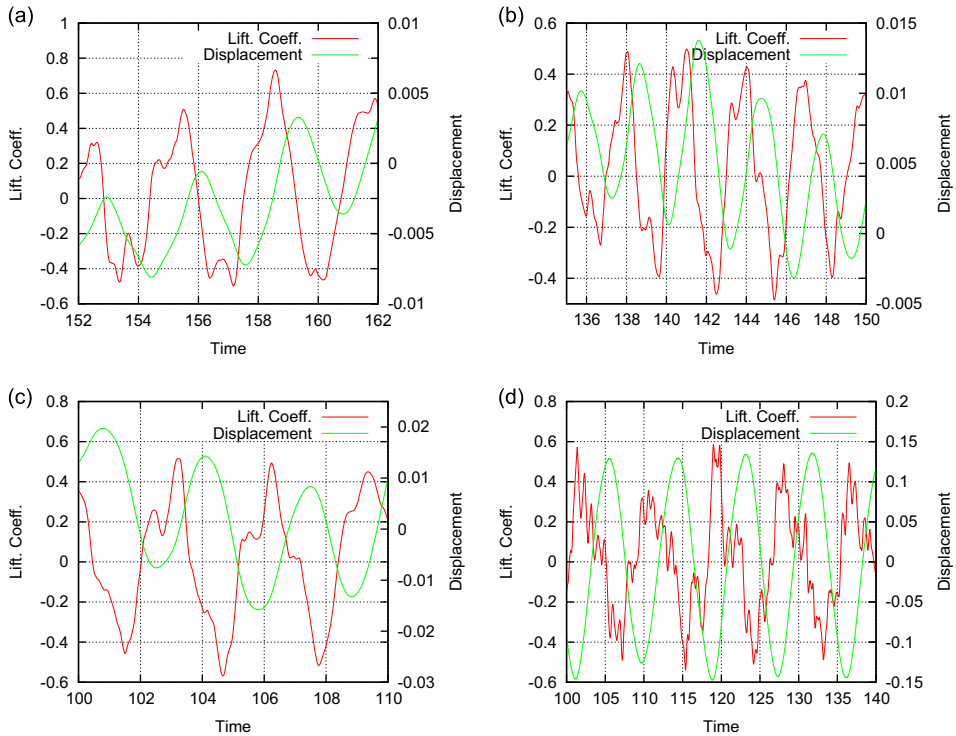 (a)
Lift. Coeff.
Displacement
1
0.8
0.6
0.4
0.2
0
-0.2
-0.4
-0.6
0.01
0.005
0
-0.005
-0.01
152 154 156 158 160 162
Lift. Coeff.
Displacement
Time
(b)
Lift. Coeff.
Displacement
0.6
0.4
0.2
0
-0.2
-0.4
0.015
0.01
0.005
0
-0.005
136 138 140 142 144 146 148 150
Lift. Coeff.
Displacement
Time
(c)
Lift. Coeff.
Displacement
0.8
0.6
0.4
0.2
0
-0.2
-0.4
-0.6
0.02
0.01
0
-0.01
-0.02
-0.03
100 102 104 106 108 110
Lift. Coeff.
Displacement
Time
(d)
Lift. Coeff.
Displacement
0.8
0.6
0.4
0.2
0
-0.2
-0.4
-0.6
0.2
0.15
0.1
0.05
0
-0.05
-0.1
-0.15
100 105 110 115 120 125 130 135 140
Lift. Coeff.
Displacement
Time